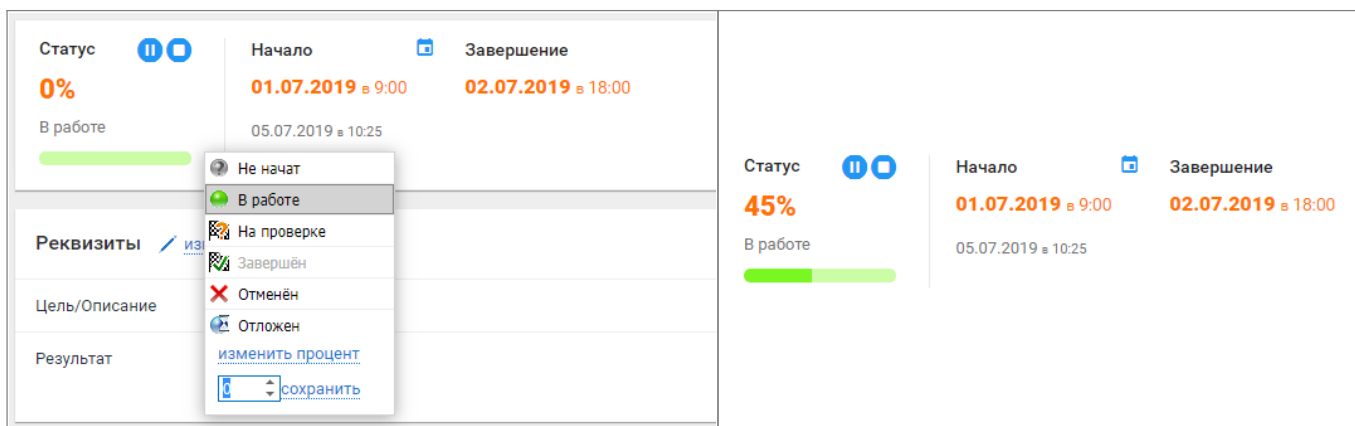 Статус
Начало
Завершение
0%
01.07.2019 в 9:00
02.07.2019 в 18:00
В работе
05.07.2019 в 10:25
Не начат
В работе
На проверке
Завершён
Отменён
Отложен
изменить процент
0 сохранить
Реквизиты
Цель/Описание
Результат
Статус
Начало
Завершение
45%
01.07.2019 в 9:00
02.07.2019 в 18:00
В работе
05.07.2019 в 10:25